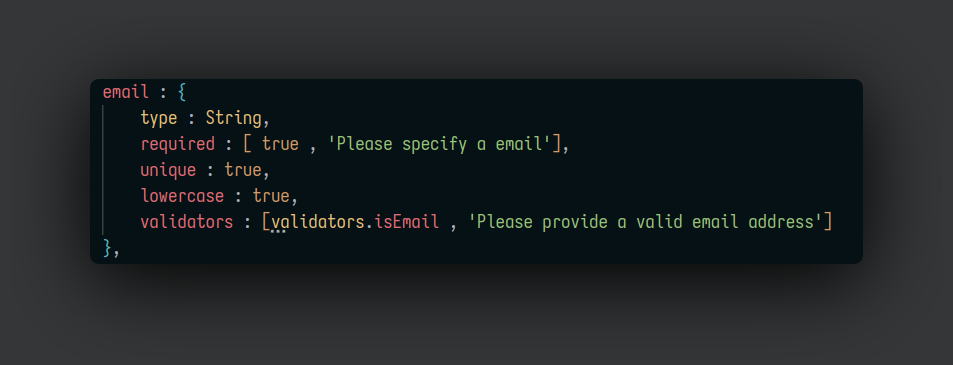 email : {
type : String,
required : [ true , 'Please specify a email'],
unique : true,
lowercase : true,
validators : [validators.isEmail , 'Please provide a valid email address']
},